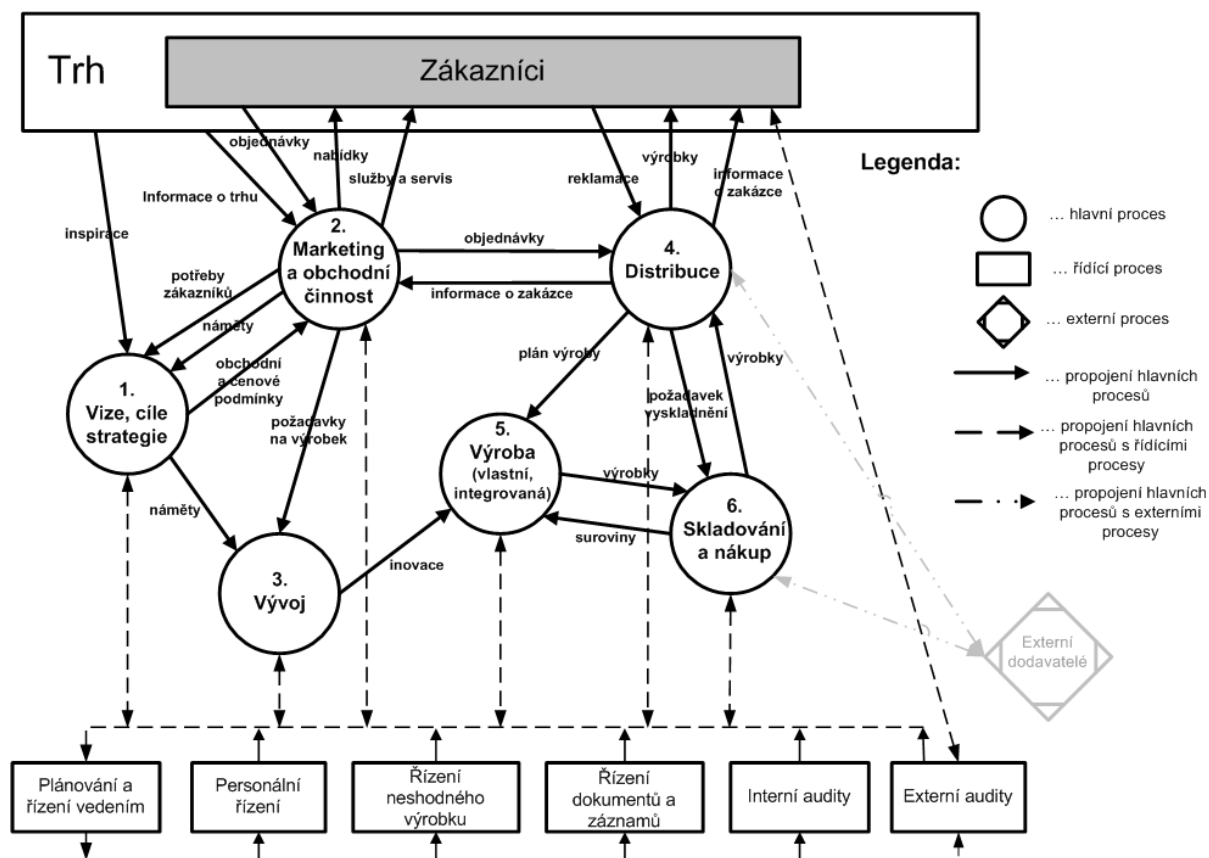 Trh
Zákazníci
objednávky
nabídky
služby a servis
Informace o trhu
inspirace
reklamace
výrobky
informace
o zakázce
Legenda:
... hlavní proces
... řídící proces
... externí proces
... propojení hlavních
procesů
... propojení hlavních
procesů s řídícími
procesy
... propojení hlavních
procesů s externími
procesy
2.
Marketing
a obchodní
činnost
objednávky
informace o zakázce
4.
Distribuce
potřeby
zákazníků
náměty
obchodní
a cenové
podmínky
1.
Vize, cíle
strategie
požadavky
na výrobek
plán výroby
požadavek
vyskladnění
výrobky
5.
Výroba
(vlastní,
integrovaná)
výrobky
suroviny
6.
Skladování
a nákup
náměty
3.
Vývoj
inovace
Externí
dodavatelé
Plánování a
řízení vedením
Personální
řízení
Řízení
neshodného
výrobku
Řízení
dokumentů a
záznamů
Interní audity
Externí audity